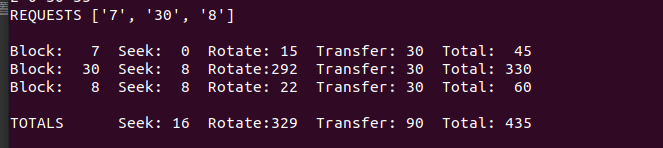 REQUESTS ['7', '30', '8']
Block:   7  Seek:  0  Rotate: 15  Transfer: 30  Total:  45
Block:  30  Seek:  8  Rotate:292  Transfer: 30  Total: 330
Block:   8  Seek:  8  Rotate: 22  Transfer: 30  Total:  60
TOTALS      Seek: 16  Rotate:329  Transfer: 90  Total: 435